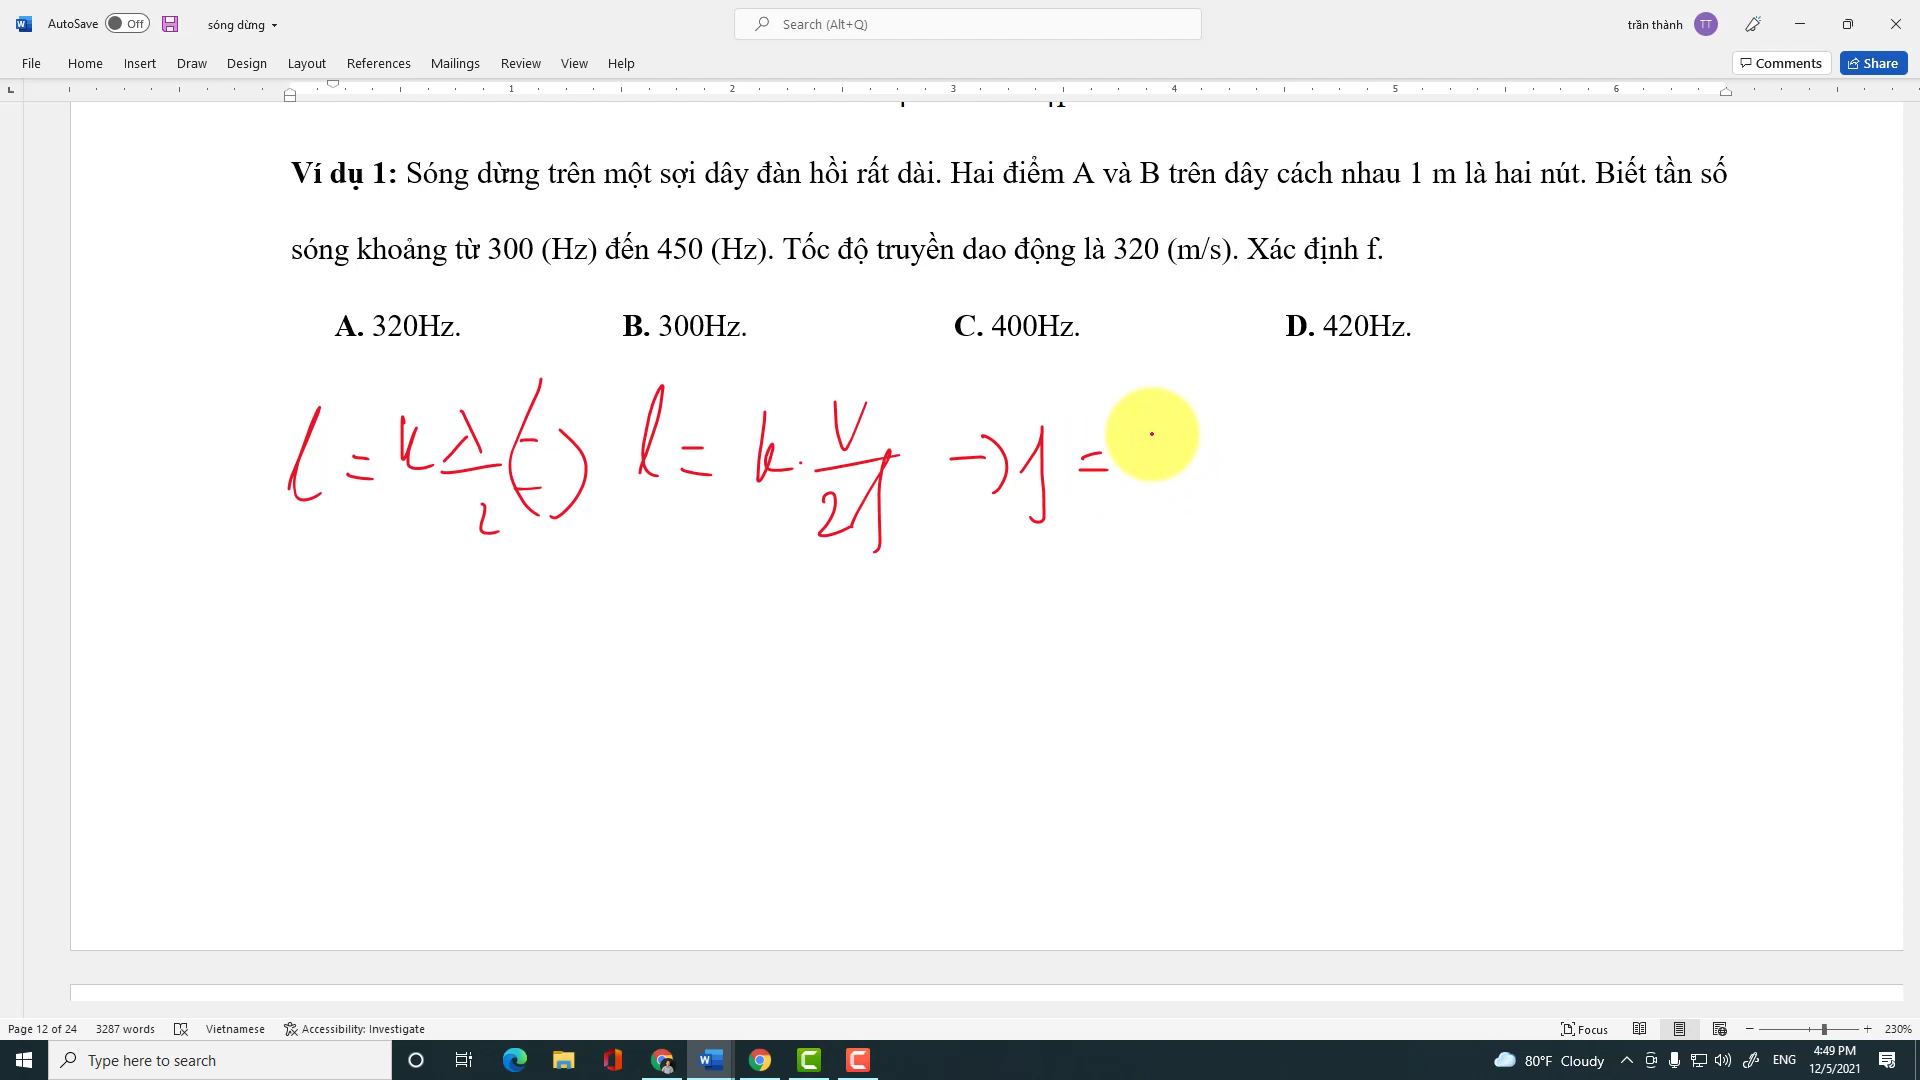 AutoSave Off sóng dừng Search (Alt+Q) trần thành TT
File Home Insert Draw Design Layout References Mailings Review View Help Comments Share
1 2 3 4 5 6
Ví dụ 1: Sóng dừng trên một sợi dây đàn hồi rất dài. Hai điểm A và B trên dây cách nhau 1 m là hai nút. Biết tần số
sóng khoảng từ 300 (Hz) đến 450 (Hz). Tốc độ truyền dao động là 320 (m/s). Xác định f.
A. 320Hz. B. 300Hz. C. 400Hz. D. 420Hz.
l = k λ/2 l = k. V/2f → f =
Page 12 of 24 3287 words Vietnamese Accessibility: Investigate Focus 230%
Type here to search 80°F Cloudy ENG 4:49 PM
12/5/2021